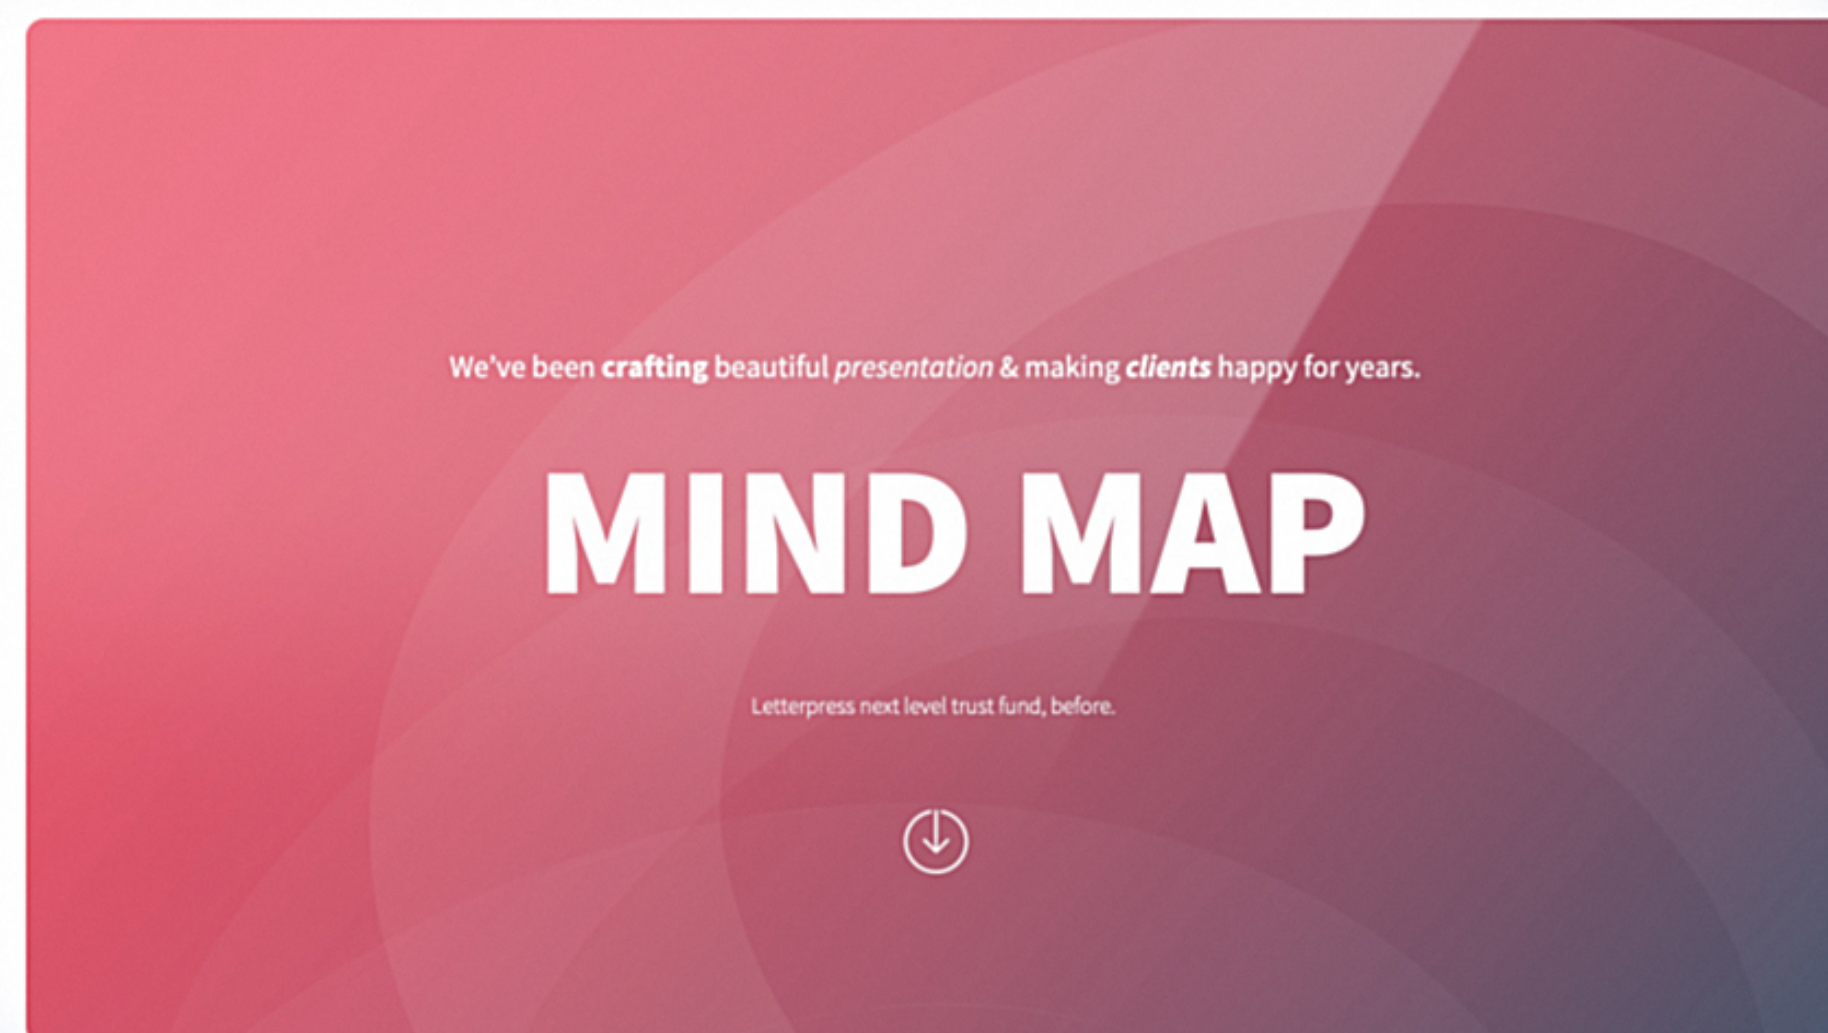 We've been crafting beautiful presentation & making clients happy for years.
MIND MAP
Letterpress next level trust fund, before.